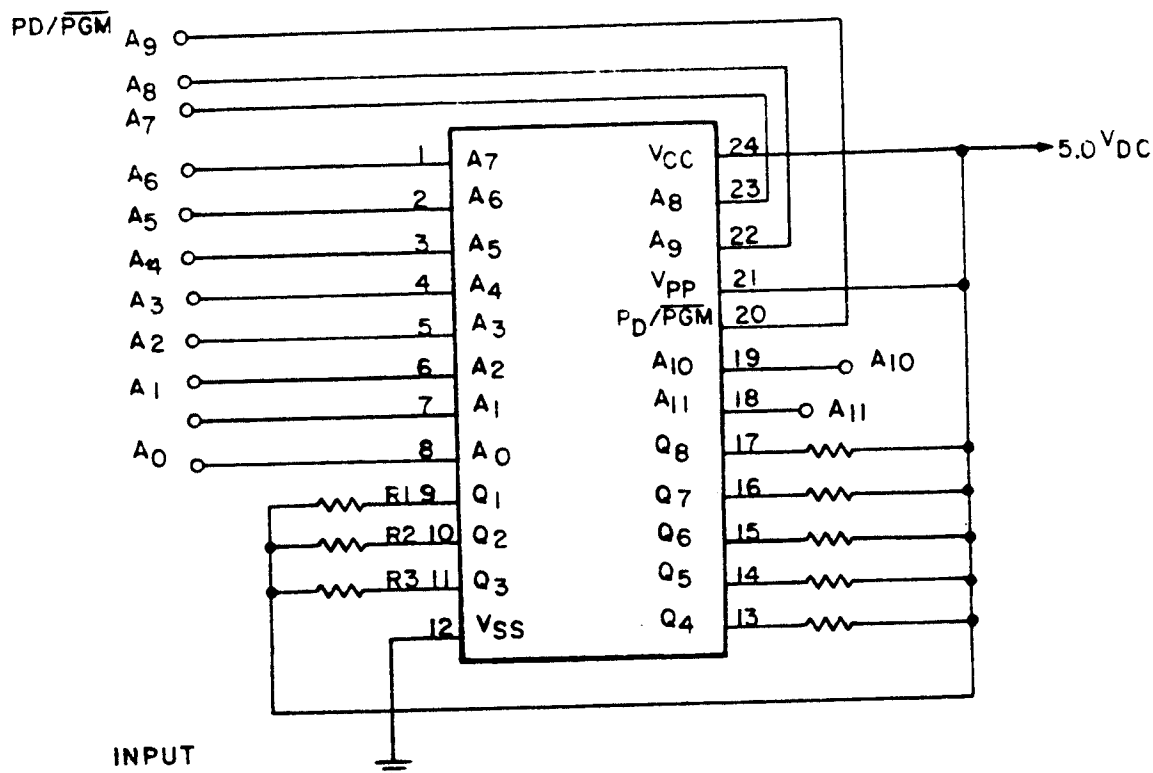 PD/PGM
A9
A8
A7
A6
A5
A4
A3
A2
A1
A0
1 A7
2 A6
3 A5
4 A4
5 A3
6 A2
7 A1
8 A0
R1 9 Q1
R2 10 Q2
R3 11 Q3
12 VSS
VCC 24
5.0 VDC
A8 23
A9 22
VPP 21
PD/PGM 20
A10 19 A10
A11 18 A11
Q8 17
Q7 16
Q6 15
Q5 14
Q4 13
INPUT